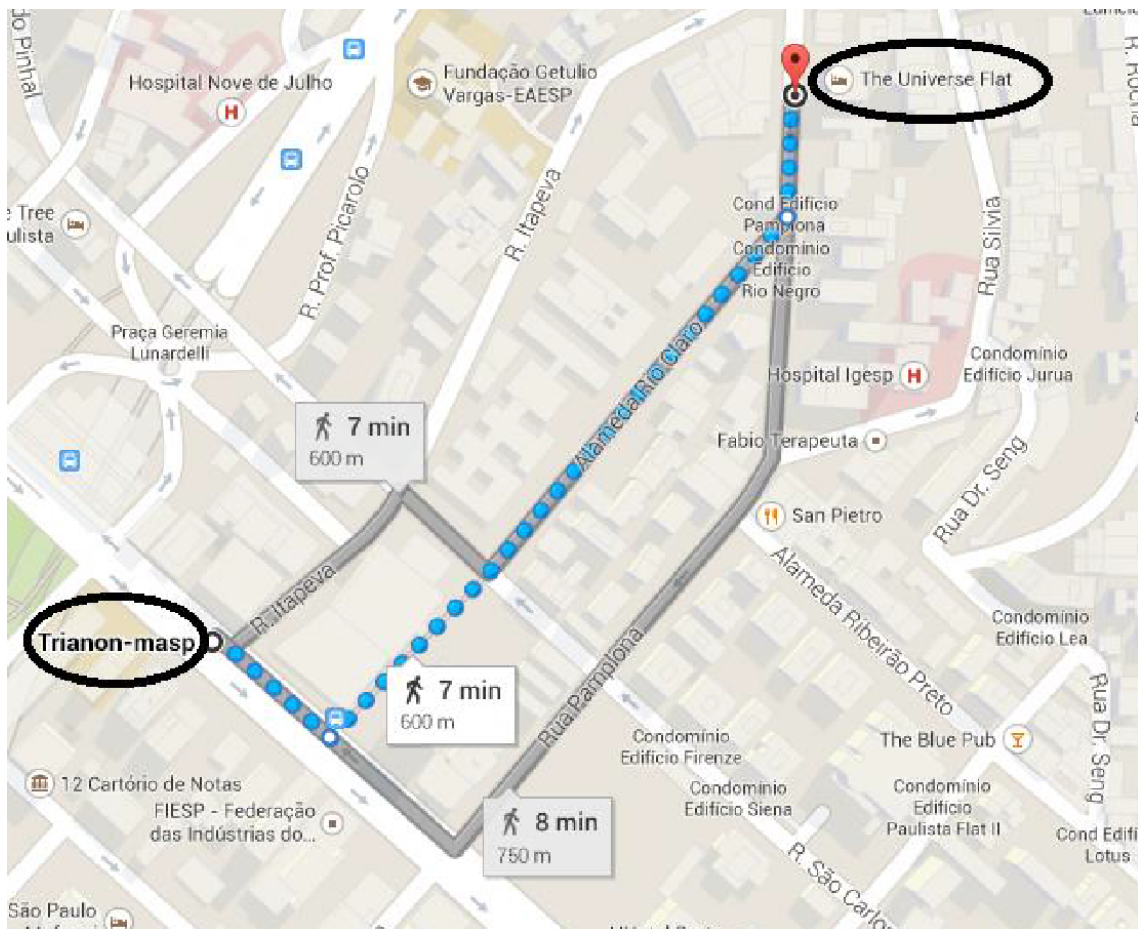 do Pinhal
Hospital Nove de Julho
H
Fundação Getulio
Vargas-EAESP
The Universe Flat
e Tree
ulista
R. Prof. Picarolo
R. Itapeva
Cond Edifício
Pamplona
Condomínio
Edifício
Rio Negro
Rua Silvia
Praça Geremia
Lunardelli
Alameda Rio Claro
Hospital Igesp
H
Condomínio
Edifício Jurua
7 min
600 m
Fabio Terapeuta
San Pietro
Rua Dr. Seng
R. Itapeva
Alameda Ribeirão Preto
Condomínio
Edifício Lea
Trianon-masp
7 min
600 m
Rua Pamplona
Rua Dr. Seng
Condomínio
Edifício Firenze
The Blue Pub
12 Cartório de Notas
FIESP - Federação
das Indústrias do...
Condomínio
Edifício Siena
Condomínio
Edifício
Paulista Flat II
8 min
750 m
Cond Edifí
Lotus
R. São Carlos
São Paulo